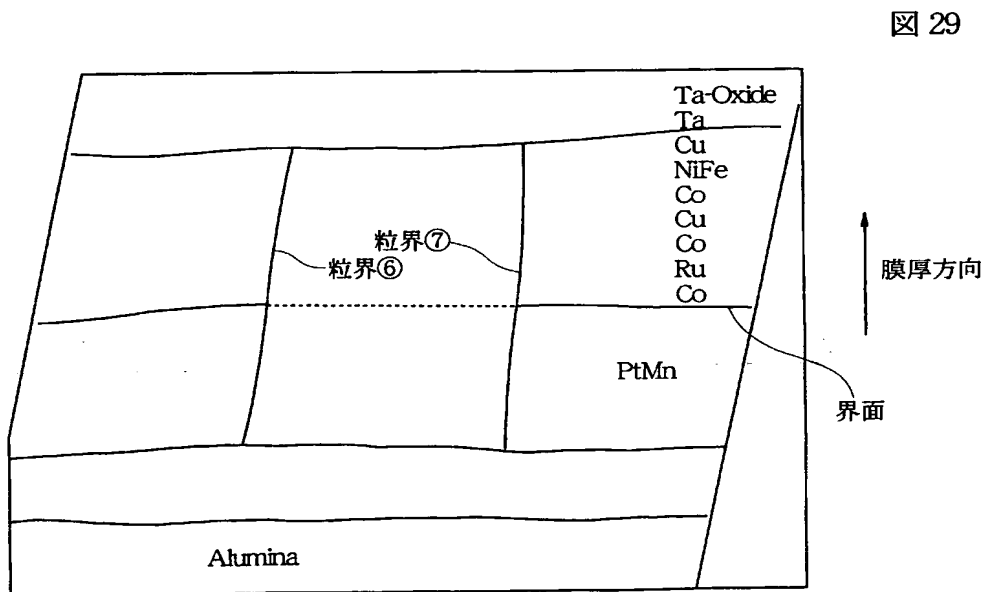 図 29
Ta-Oxide
Ta
Cu
NiFe
Co
Cu
Co
Ru
Co
粒界⑦
粒界⑥
膜厚方向
PtMn
界面
Alumina